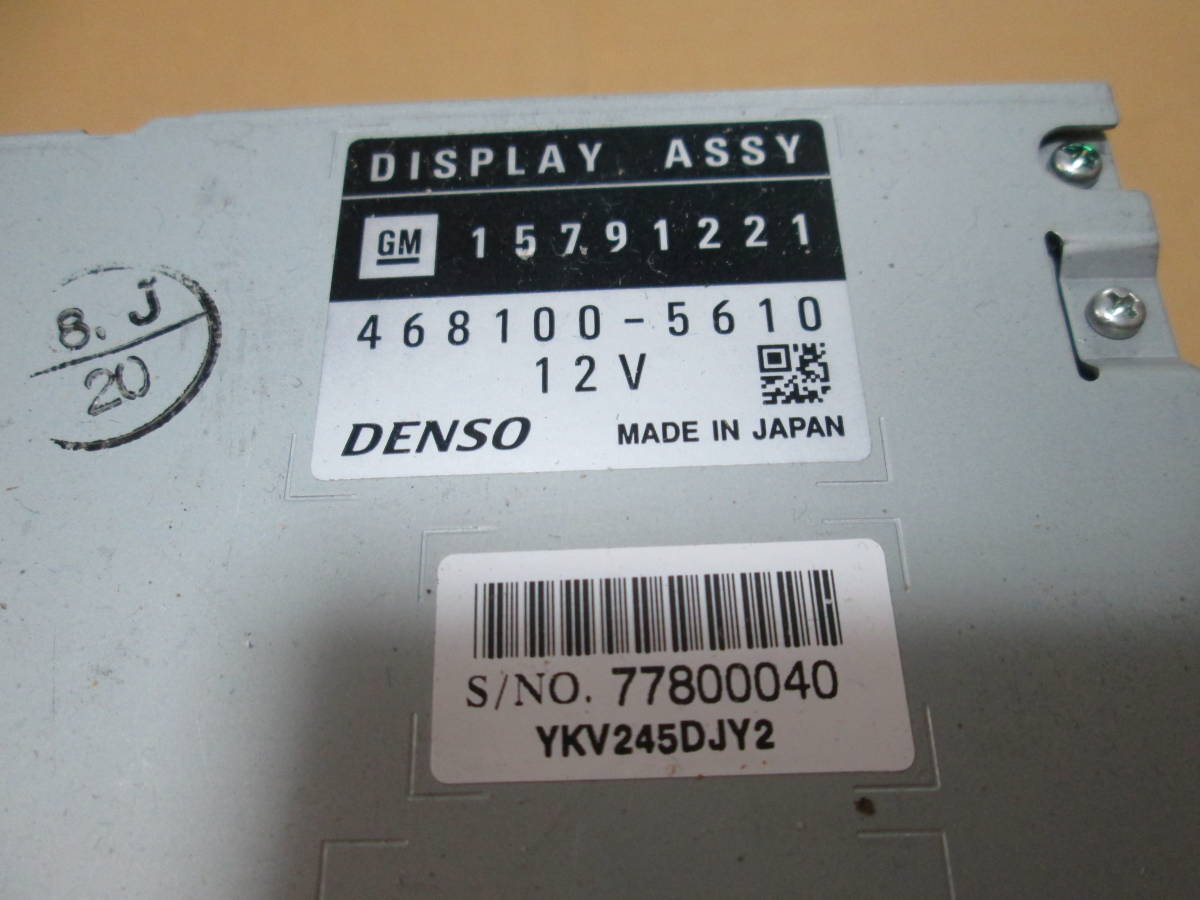 DISPLAY ASSY
GM 15791221
468100-5610
12V
DENSO MADE IN JAPAN
8. J
20
S/NO. 77800040
YKV245DJY2